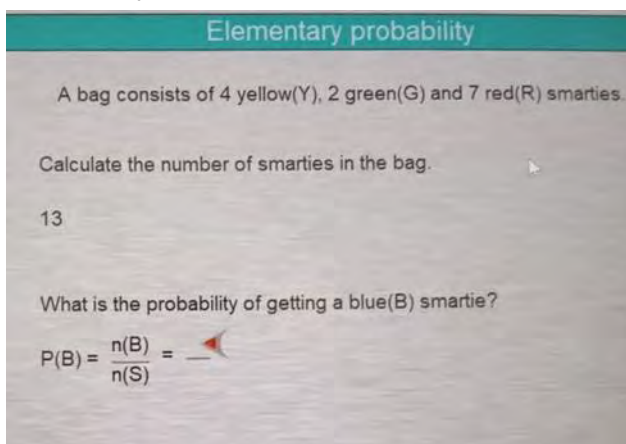 Elementary probability
A bag consists of 4 yellow(Y), 2 green(G) and 7 red(R) smarties.
Calculate the number of smarties in the bag.
13
What is the probability of getting a blue(B) smartie?
P(B) = n(B)/n(S) = __